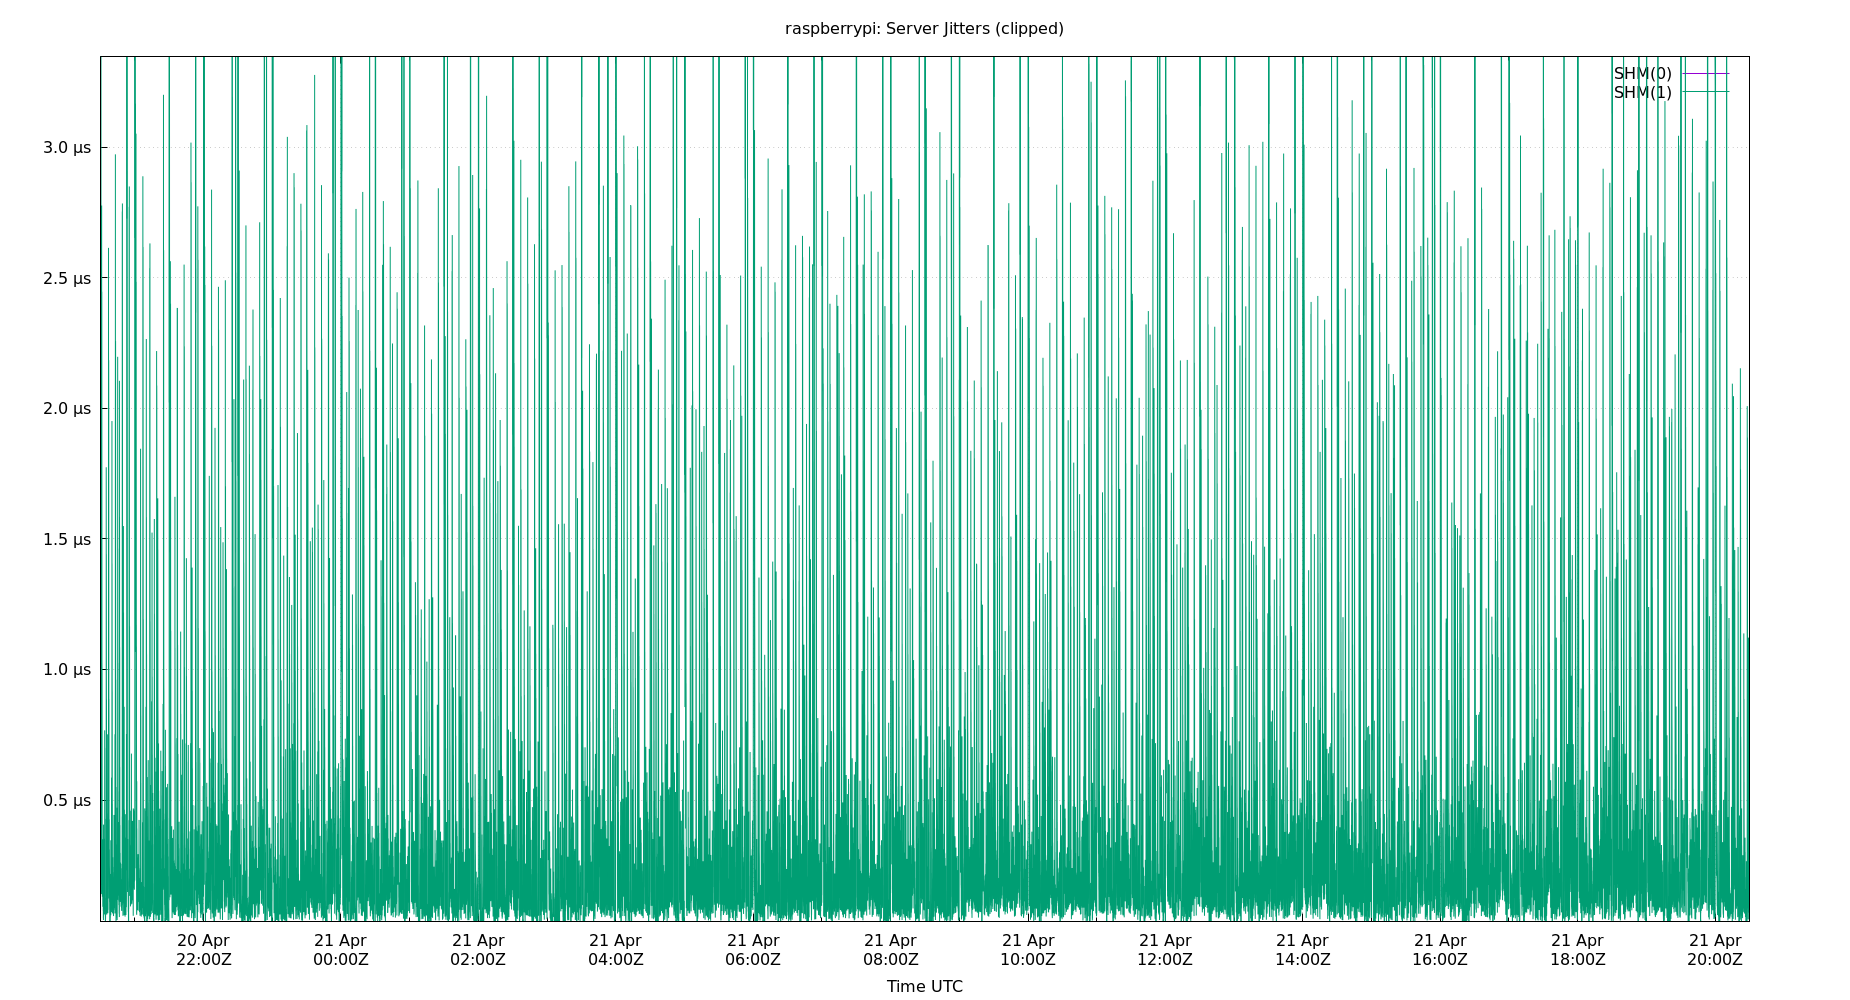 raspberrypi: Server Jitters (clipped)
SHM(0)
SHM(1)
3.0 µs
2.5 µs
2.0 µs
1.5 µs
1.0 µs
0.5 µs
20 Apr 21 Apr 21 Apr 21 Apr 21 Apr 21 Apr 21 Apr 21 Apr 21 Apr 21 Apr 21 Apr 21 Apr
22:00Z 00:00Z 02:00Z 04:00Z 06:00Z 08:00Z 10:00Z 12:00Z 14:00Z 16:00Z 18:00Z 20:00Z
Time UTC